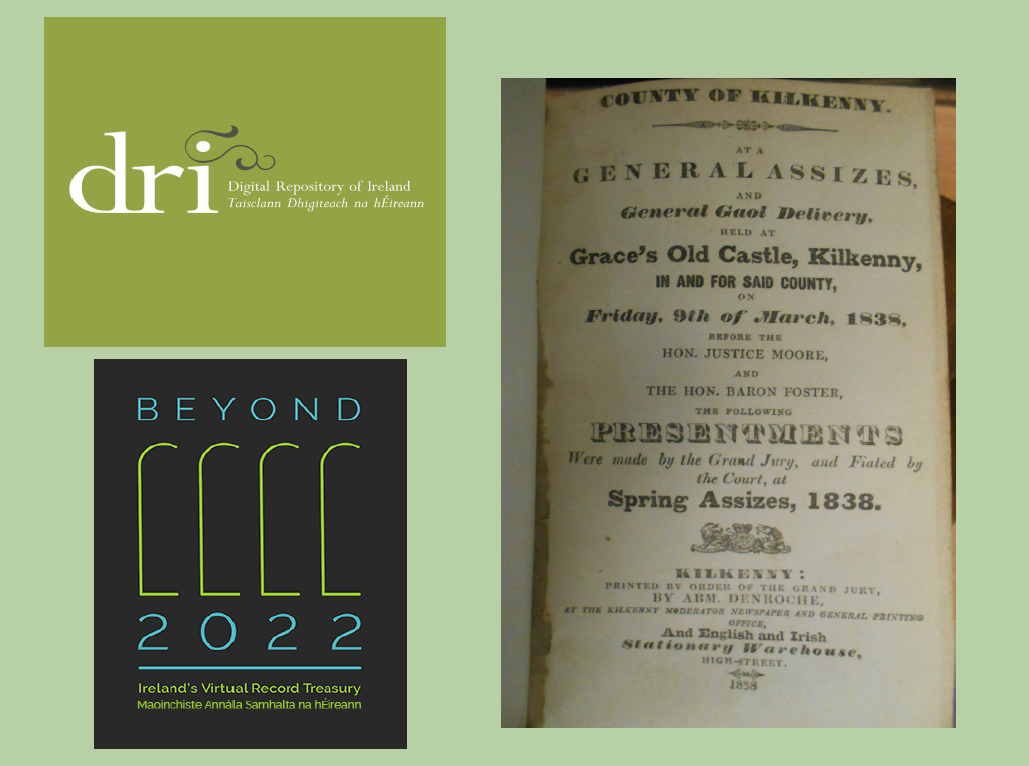 dri
Digital Repository of Ireland
Taisclann Dhigiteach na hÉireann
BEYOND
2022
Ireland's Virtual Record Treasury
Maoinchiste Annála Samhalta na hÉireann
COUNTY OF KILKENNY.
AT A
GENERAL ASSIZES,
AND
General Gaol Delivery,
HELD AT
Grace's Old Castle, Kilkenny,
IN AND FOR SAID COUNTY,
ON
Friday, 9th of March, 1838,
BEFORE THE
HON. JUSTICE MOORE,
AND
THE HON. BARON FOSTER,
THE FOLLOWING
PRESENTMENTS
Were made by the Grand Jury, and Fiated by
the Court, at
Spring Assizes, 1838.
KILKENNY:
PRINTED BY ORDER OF THE GRAND JURY,
BY ABM. DENROCHE,
AT THE KILKENNY MODERATOR NEWSPAPER AND GENERAL PRINTING
OFFICE,
And English and Irish
Stationary Warehouse,
HIGH-STREET.
1838